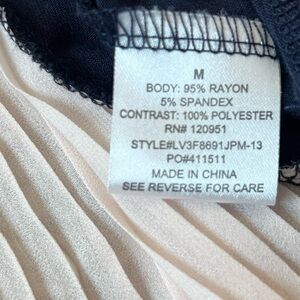 M
BODY: 95% RAYON
5% SPANDEX
CONTRAST: 100% POLYESTER
RN# 120951
STYLE#LV3F8691JPM-13
PO#411511
MADE IN CHINA
SEE REVERSE FOR CARE